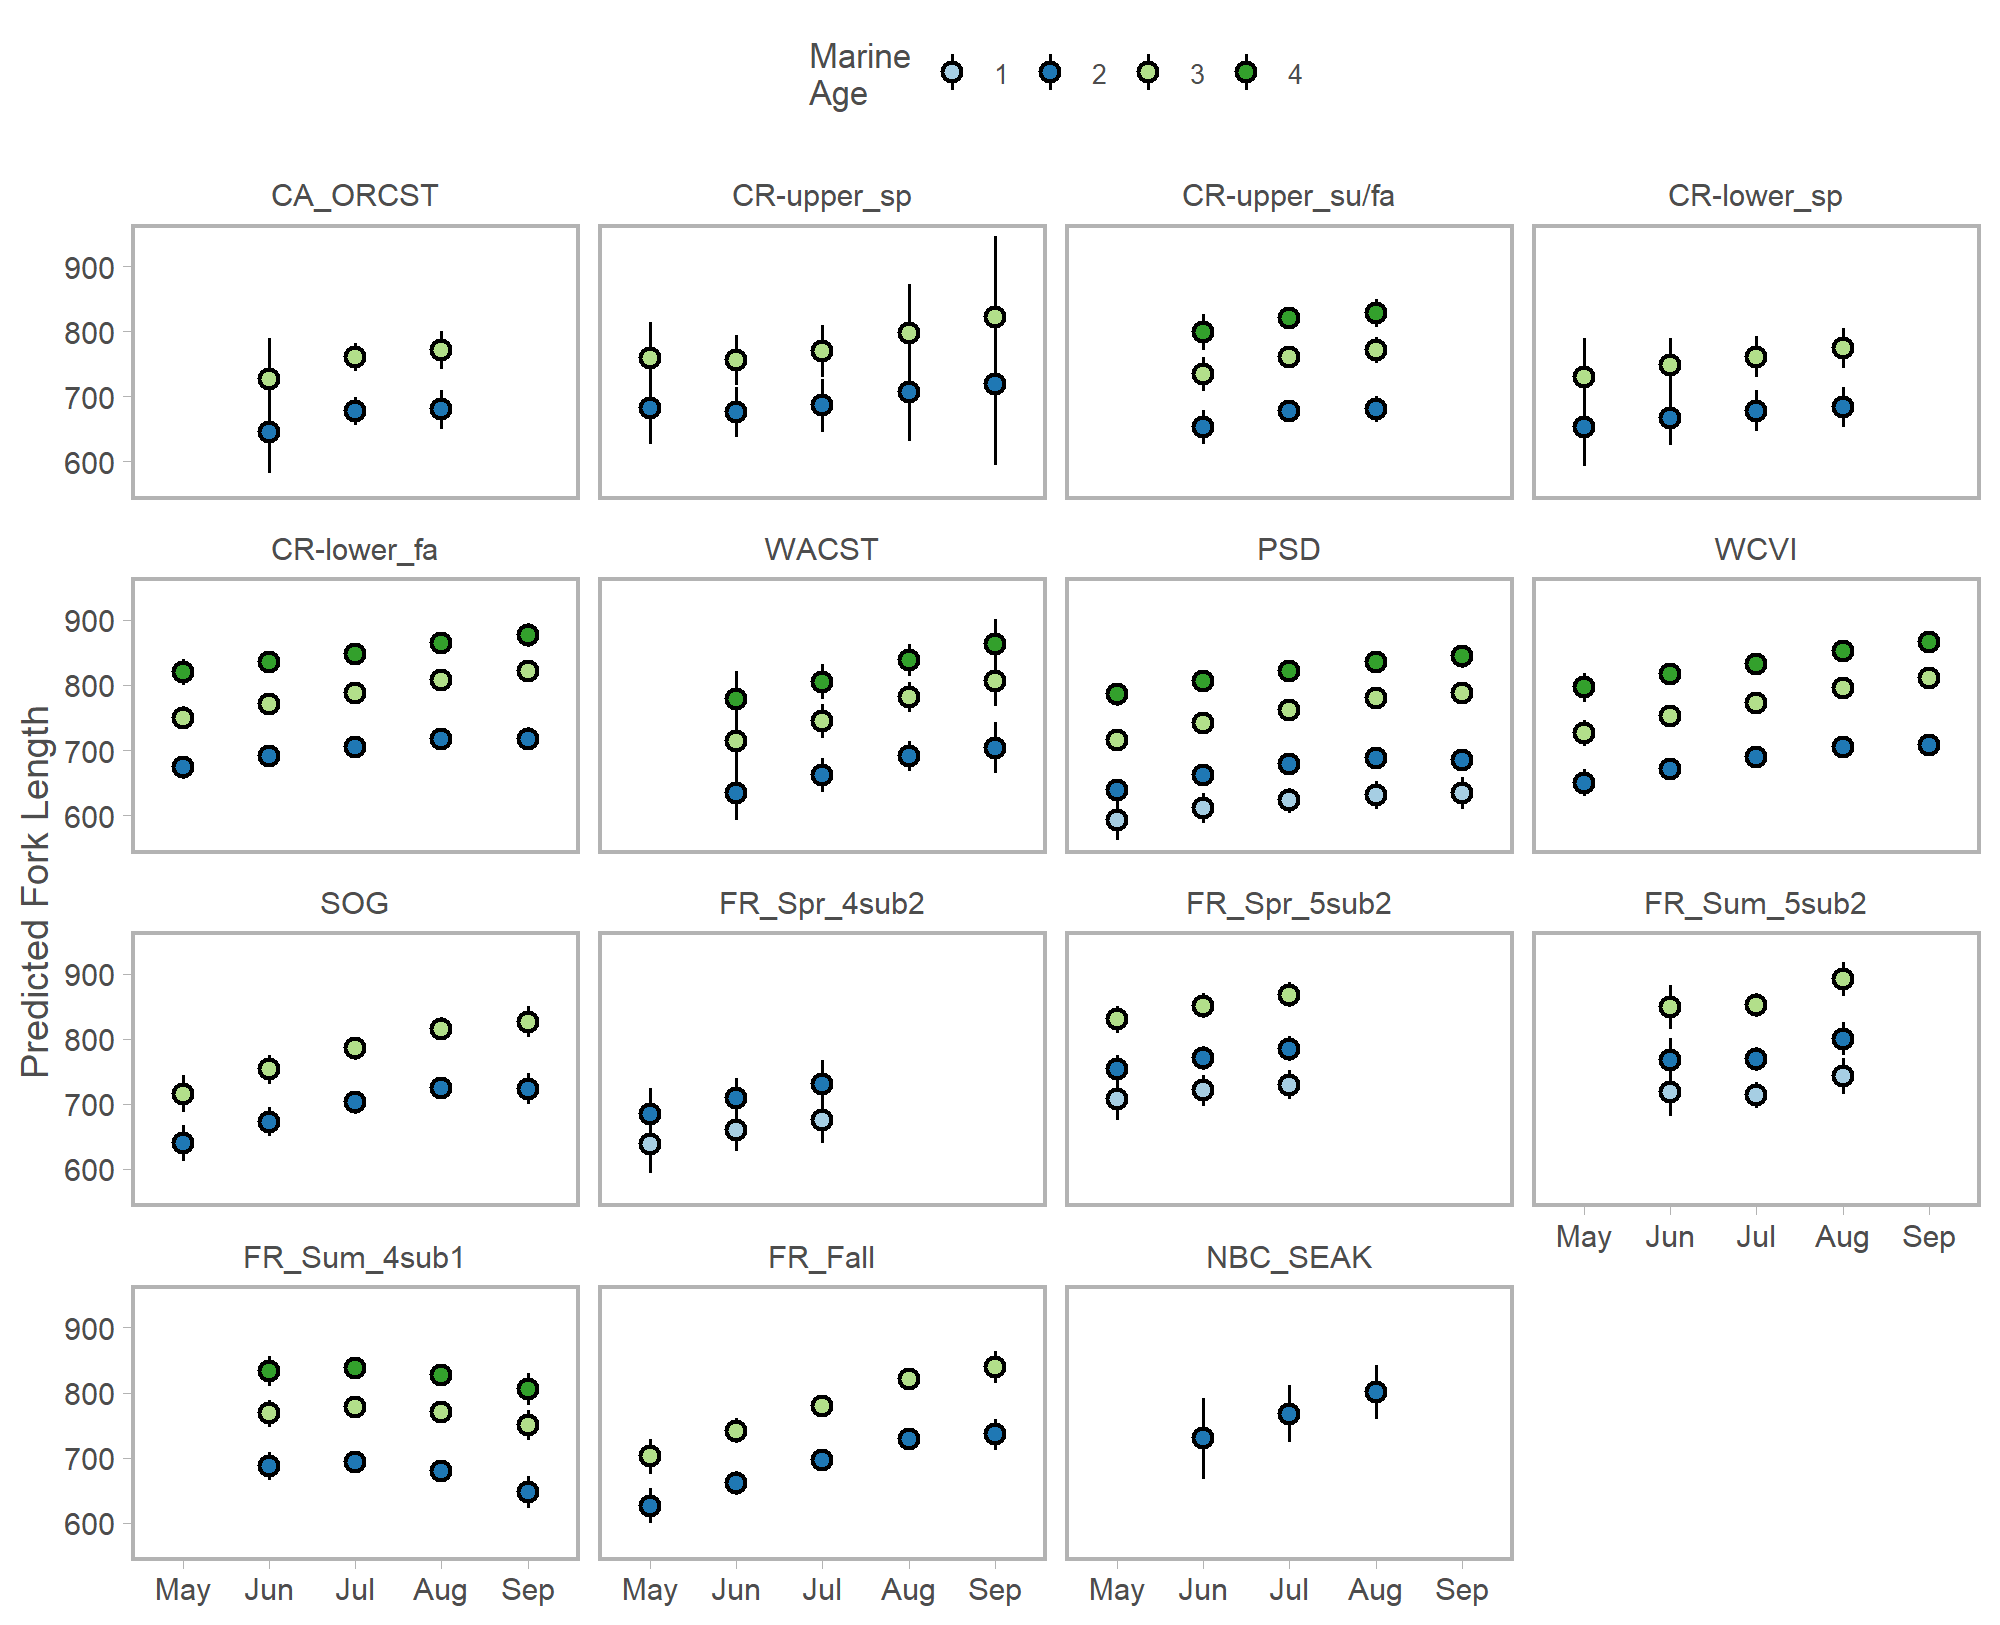 Marine
Age
1 2 3 4
CA_ORCST CR-upper_sp CR-upper_su/fa CR-lower_sp
900
800
700
600
CR-lower_fa WACST PSD WCVI
900
800
700
600
Predicted Fork Length
SOG FR_Spr_4sub2 FR_Spr_5sub2 FR_Sum_5sub2
900
800
700
600
May Jun Jul Aug Sep
FR_Sum_4sub1 FR_Fall NBC_SEAK
900
800
700
600
May Jun Jul Aug Sep May Jun Jul Aug Sep May Jun Jul Aug Sep